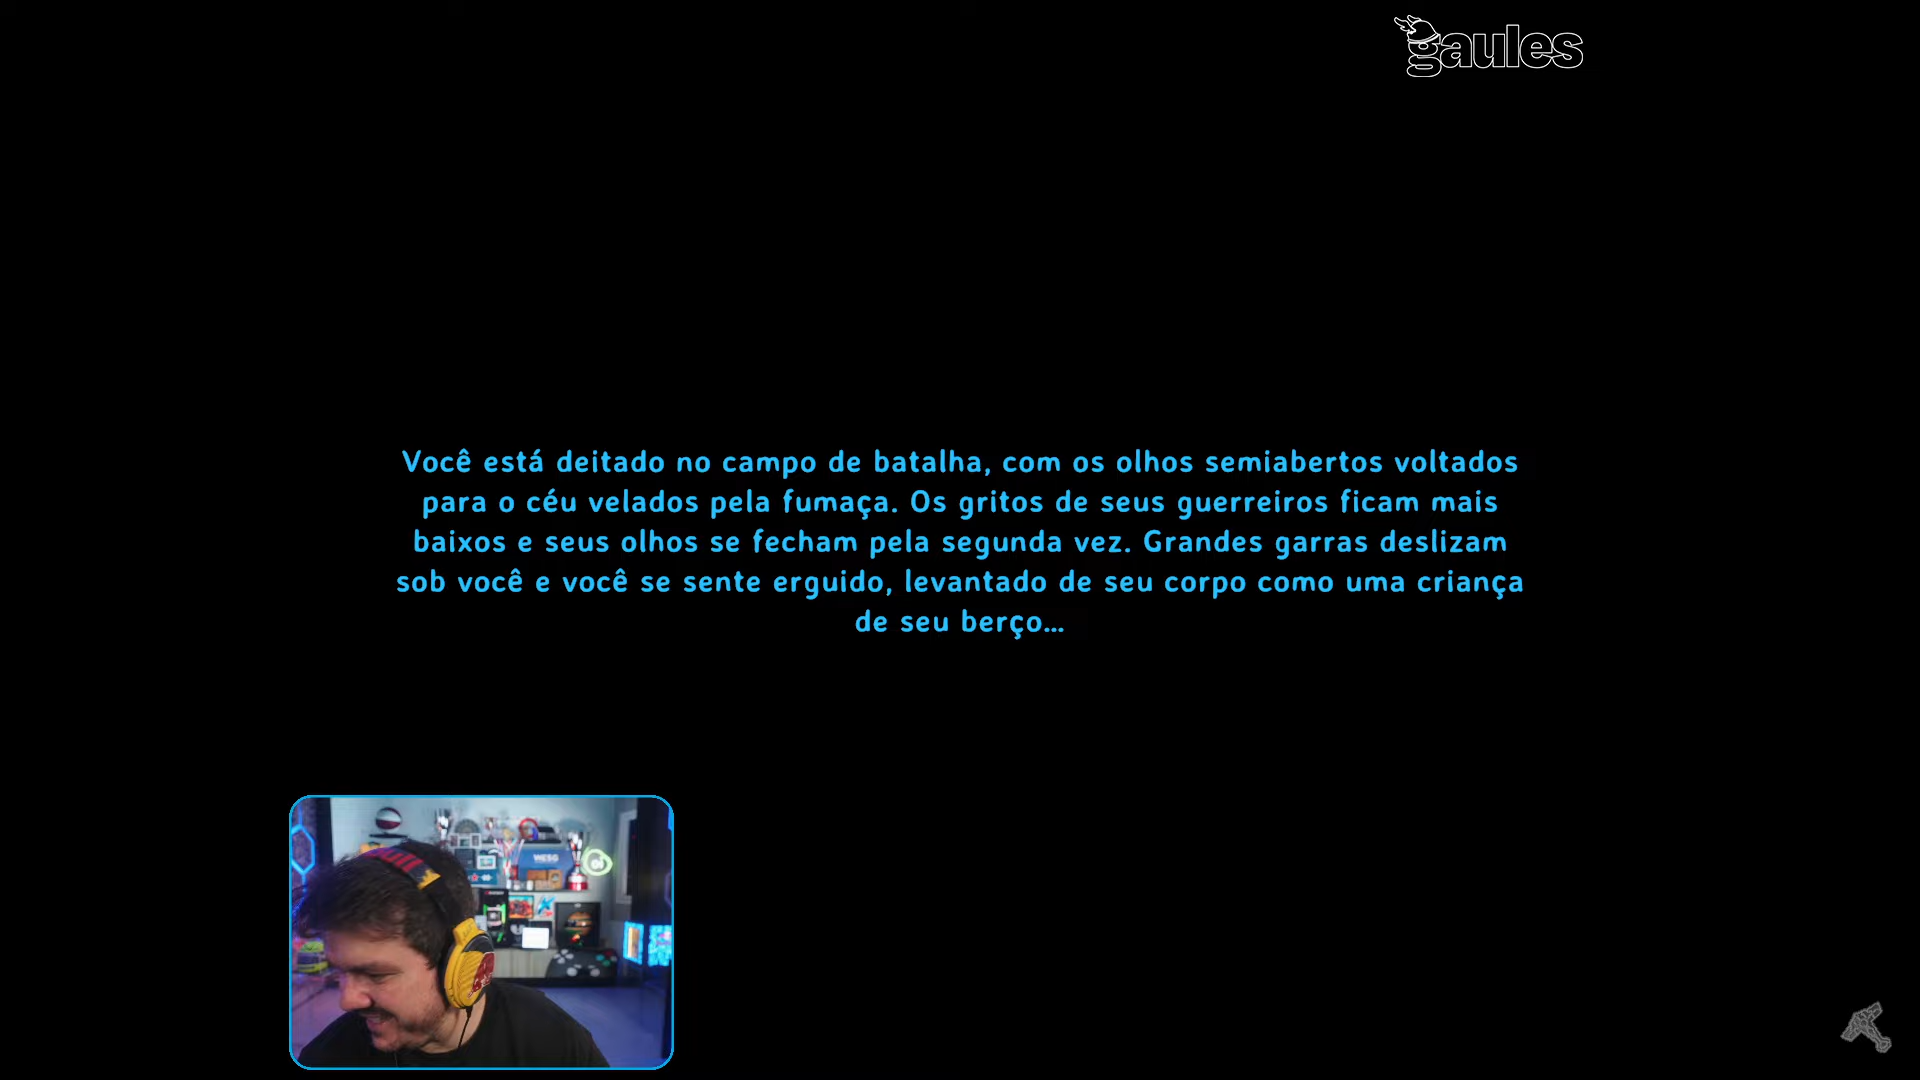 gaules
Você está deitado no campo de batalha, com os olhos semiabertos voltados
para o céu velados pela fumaça. Os gritos de seus guerreiros ficam mais
baixos e seus olhos se fecham pela segunda vez. Grandes garras deslizam
sob você e você se sente erguido, levantado de seu corpo como uma criança
de seu berço...
WESG
oi